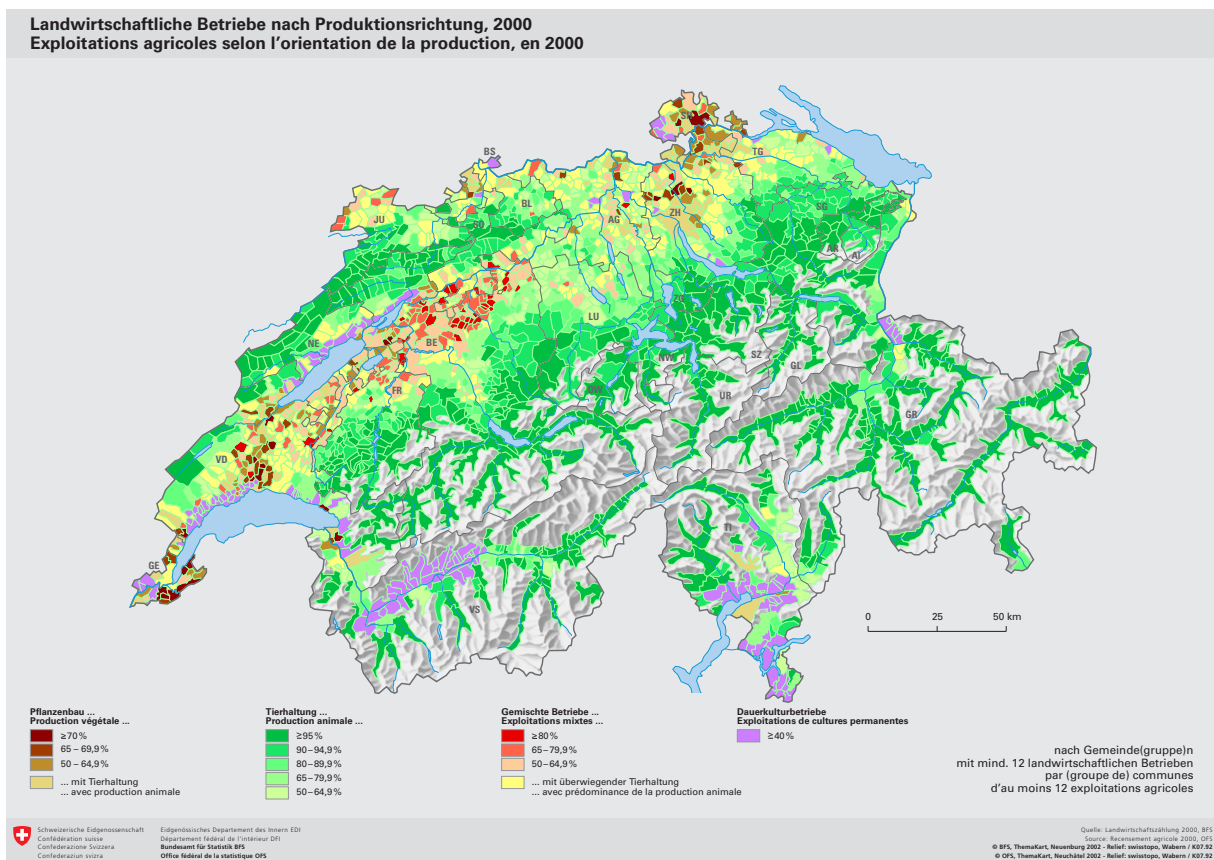 Landwirtschaftliche Betriebe nach Produktionsrichtung, 2000
Exploitations agricoles selon l'orientation de la production, en 2000
SH
BS
TG
BL
JU
AG
ZH
SO
SG
AR
AI
ZG
LU
NE
BE
NW
SZ
GL
OW
FR
UR
GR
VD
TI
GE
VS
0 25 50 km
Pflanzenbau ...
Production végétale ...
≥70%
65 – 69,9%
50 – 64,9%
... mit Tierhaltung
... avec production animale
Tierhaltung ...
Production animale ...
≥95%
90 – 94,9%
80 – 89,9%
65 – 79,9%
50 – 64,9%
Gemischte Betriebe ...
Exploitations mixtes ...
≥80%
65 – 79,9%
50 – 64,9%
... mit überwiegender Tierhaltung
... avec prédominance de la production animale
Dauerkulturbetriebe
Exploitations de cultures permanentes
≥40%
nach Gemeinde(gruppe)n
mit mind. 12 landwirtschaftlichen Betrieben
par (groupe de) communes
d'au moins 12 exploitations agricoles
Schweizerische Eidgenossenschaft
Confédération suisse
Confederazione Svizzera
Confederaziun svizra
Eidgenössisches Departement des Innern EDI
Département fédéral de l'intérieur DFI
Bundesamt für Statistik BFS
Office fédéral de la statistique OFS
Quelle: Landwirtschaftszählung 2000, BFS
Source: Recensement agricole 2000, OFS
© BFS, ThemaKart, Neuenburg 2002 – Relief: swisstopo, Wabern / K07.92
© OFS, ThemaKart, Neuchâtel 2002 – Relief: swisstopo, Wabern / K07.92